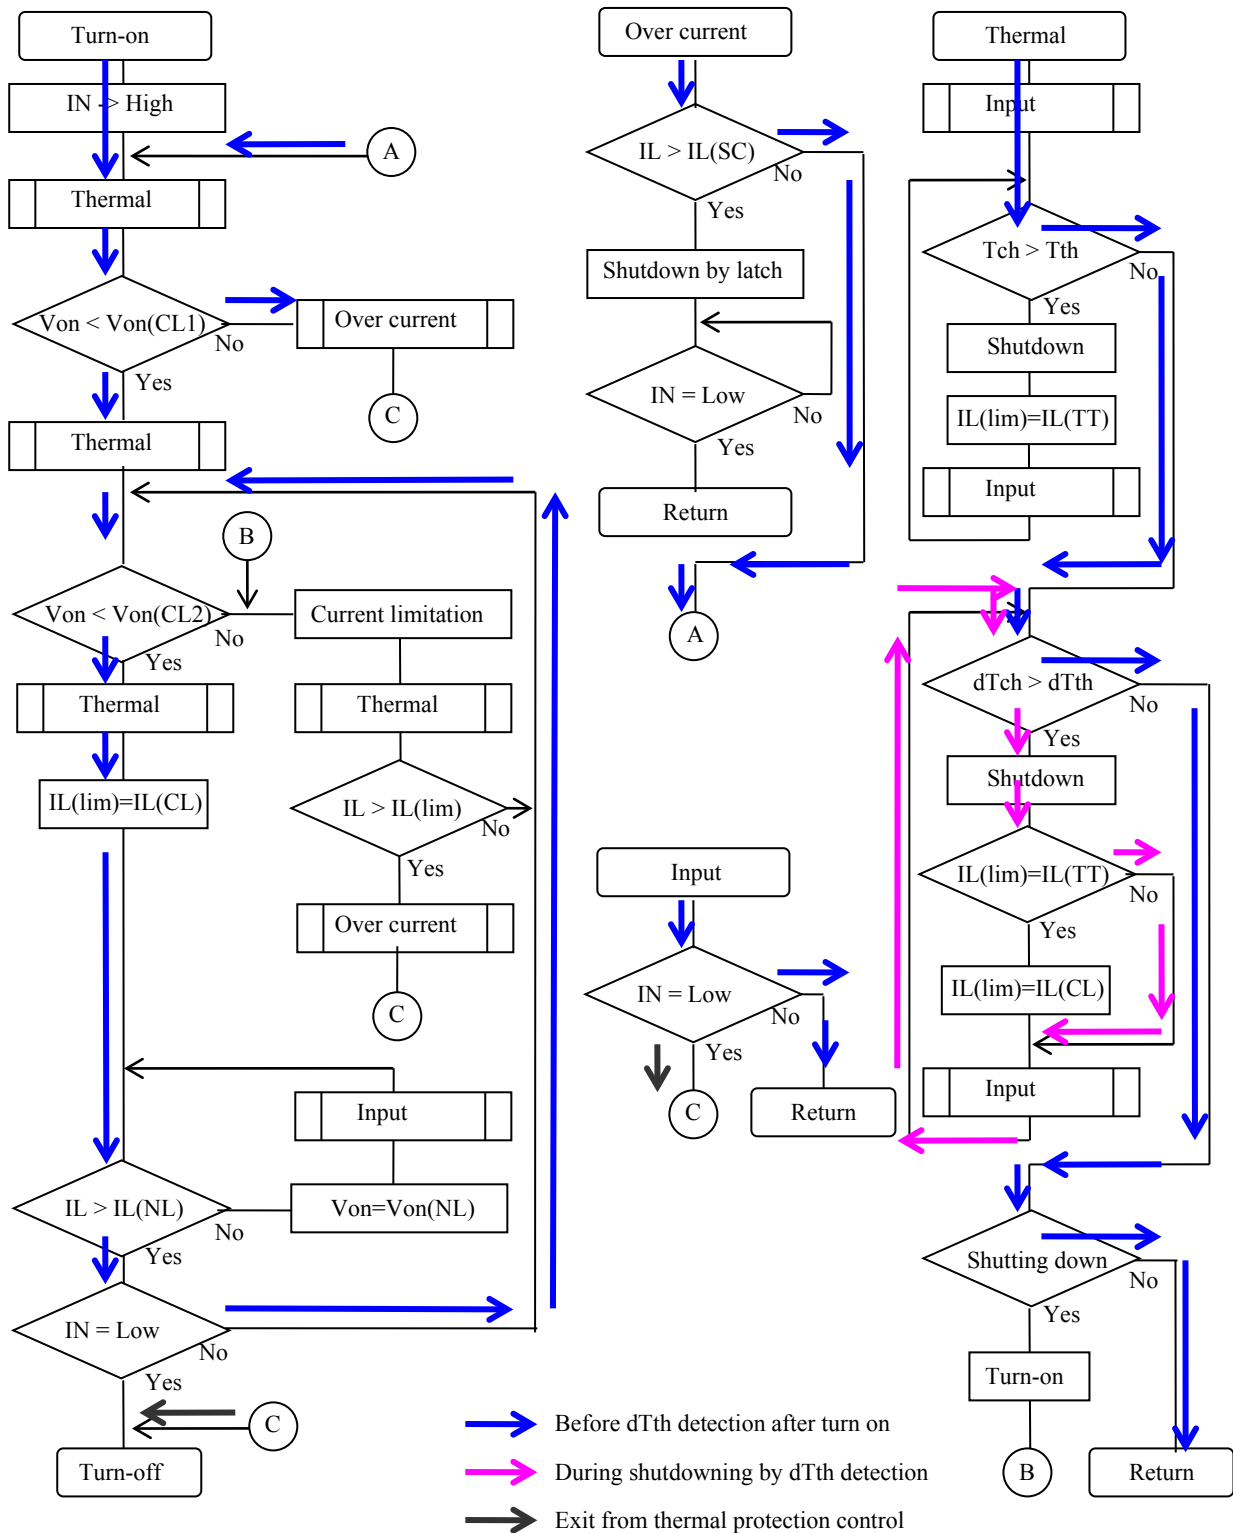 Turn-on
IN -> High
A
Thermal
Von < Von(CL1)
No
Yes
Over current
C
Thermal
B
Von < Von(CL2)
No
Yes
Current limitation
Thermal
Thermal
IL(lim)=IL(CL)
IL > IL(lim)
No
Yes
Over current
C
Input
Von=Von(NL)
IL > IL(NL)
No
Yes
IN = Low
No
Yes
C
Turn-off
Over current
IL > IL(SC)
No
Yes
Shutdown by latch
IN = Low
No
Yes
Return
A
Input
IN = Low
No
Yes
C
Return
Thermal
Input
Tch > Tth
No
Yes
Shutdown
IL(lim)=IL(TT)
Input
dTch > dTth
No
Yes
Shutdown
IL(lim)=IL(TT)
No
Yes
IL(lim)=IL(CL)
Input
Shutting down
No
Yes
Turn-on
B
Return
Before dTth detection after turn on
During shutdowning by dTth detection
Exit from thermal protection control